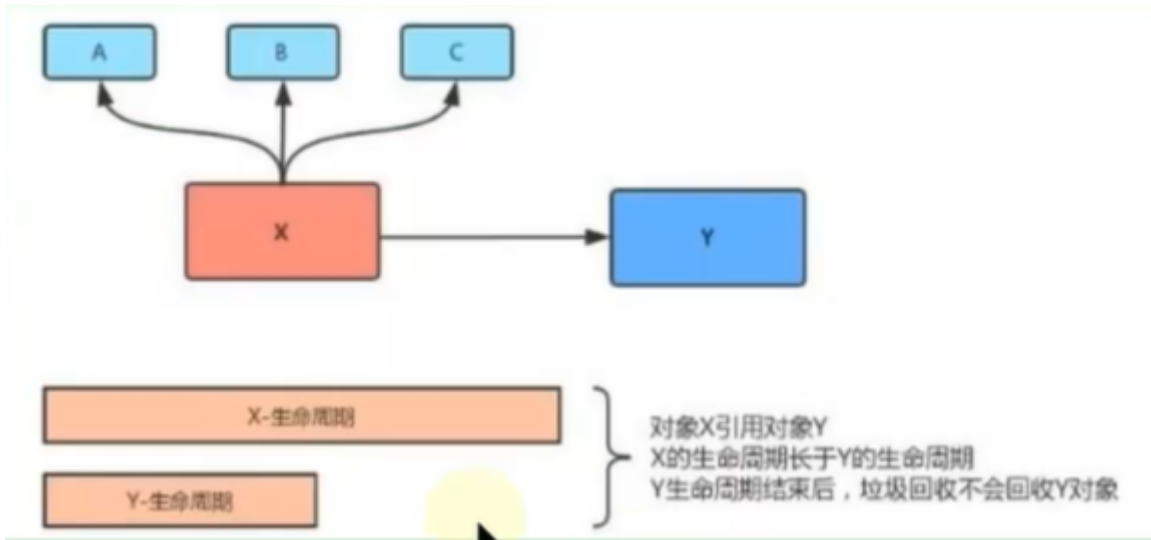 A
B
C
X
Y
X-生命周期
Y-生命周期
对象X引用对象Y
X的生命周期长于Y的生命周期
Y生命周期结束后，垃圾回收不会回收Y对象